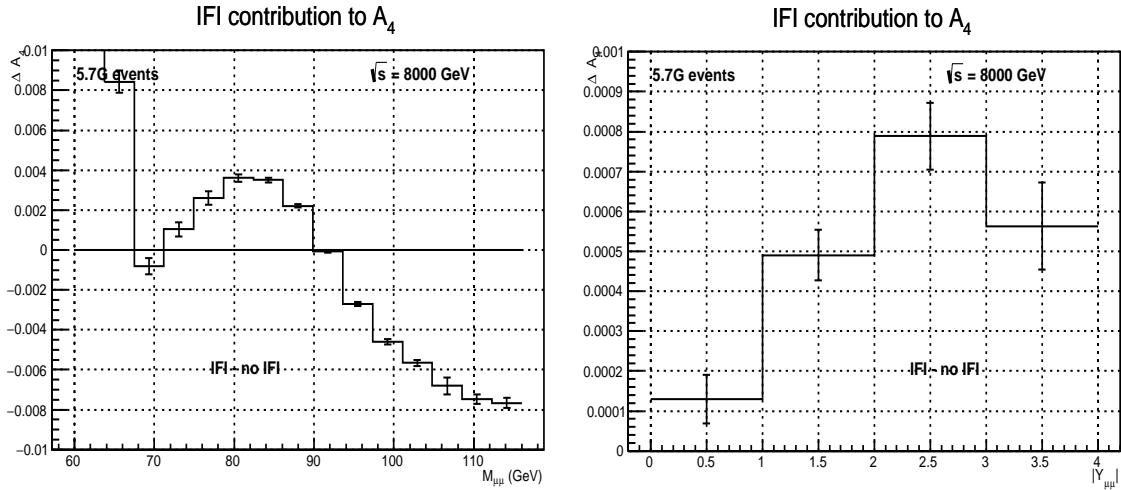 IFI contribution to A4
Δ A4
0.01
0.008
0.006
0.004
0.002
0
−0.002
−0.004
−0.006
−0.008
−0.01
5.7G events
√s = 8000 GeV
IFI - no IFI
60 70 80 90 100 110
Mμμ (GeV)
IFI contribution to A4
0.001
0.0009
0.0008
0.0007
0.0006
0.0005
0.0004
0.0003
0.0002
0.0001
0
5.7G events
√s = 8000 GeV
IFI - no IFI
0 0.5 1 1.5 2 2.5 3 3.5 4
|Yμμ|